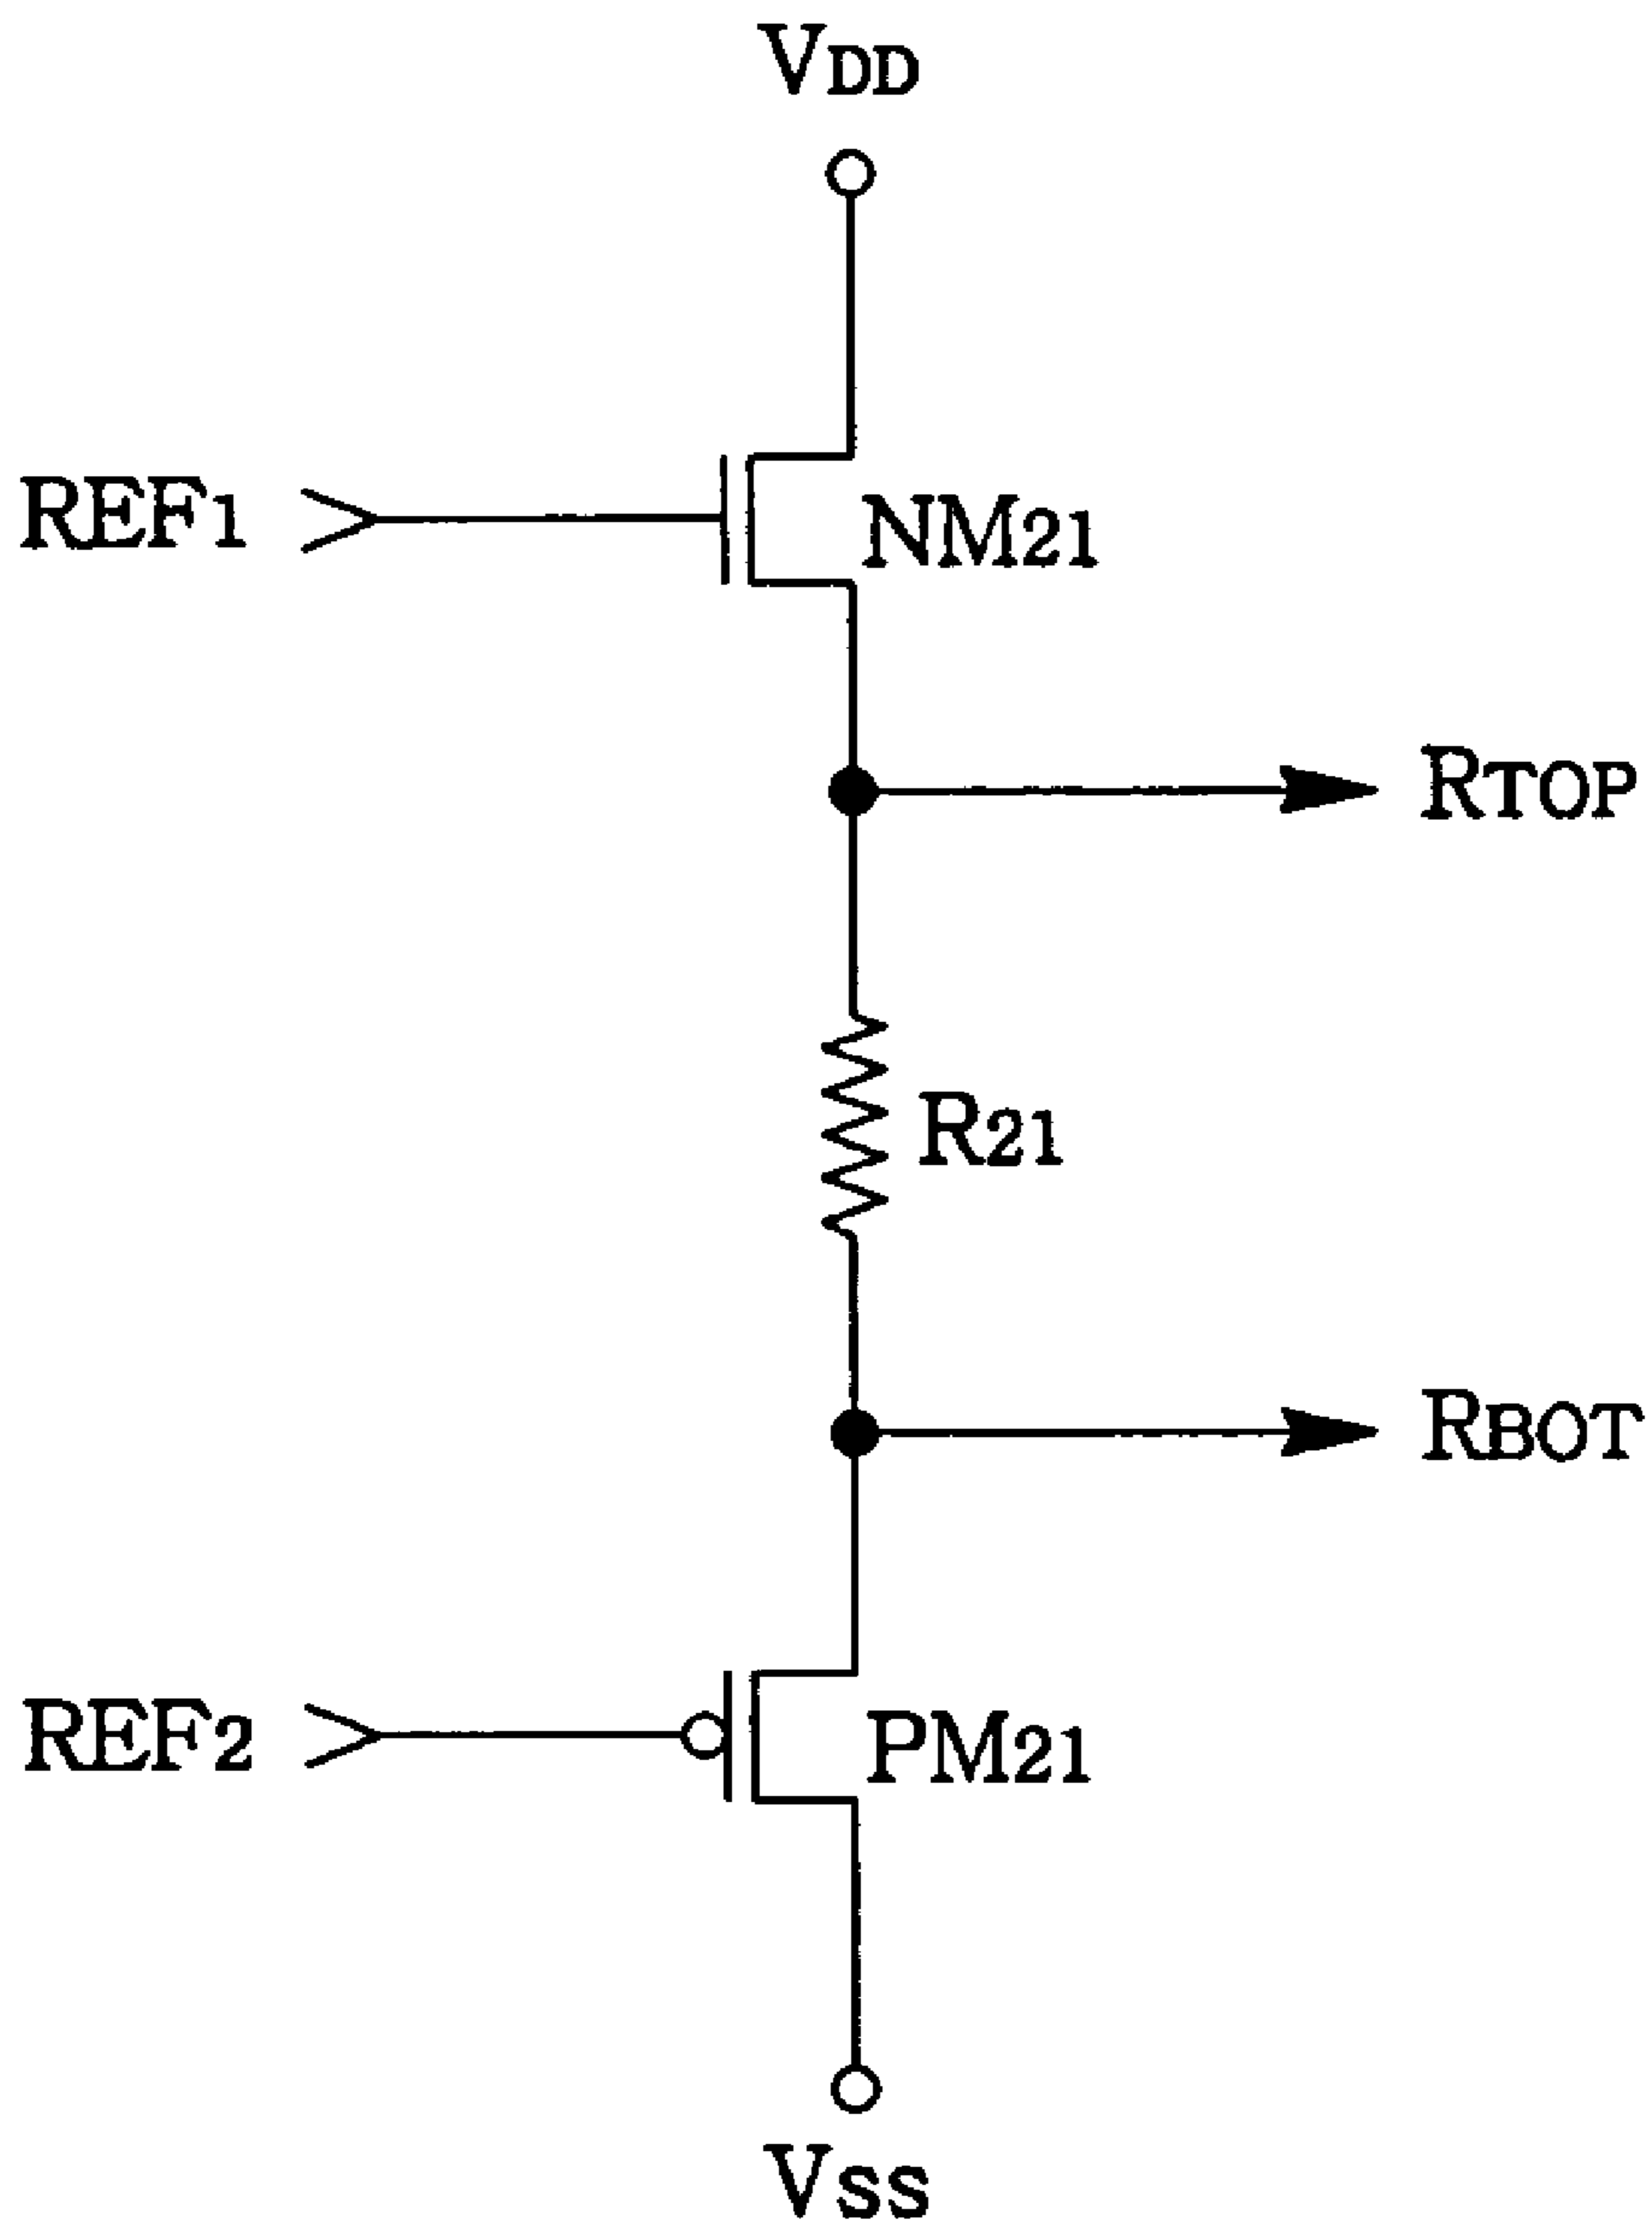 VDD
REF1
NM21
RTOP
R21
RBOT
REF2
PM21
VSS